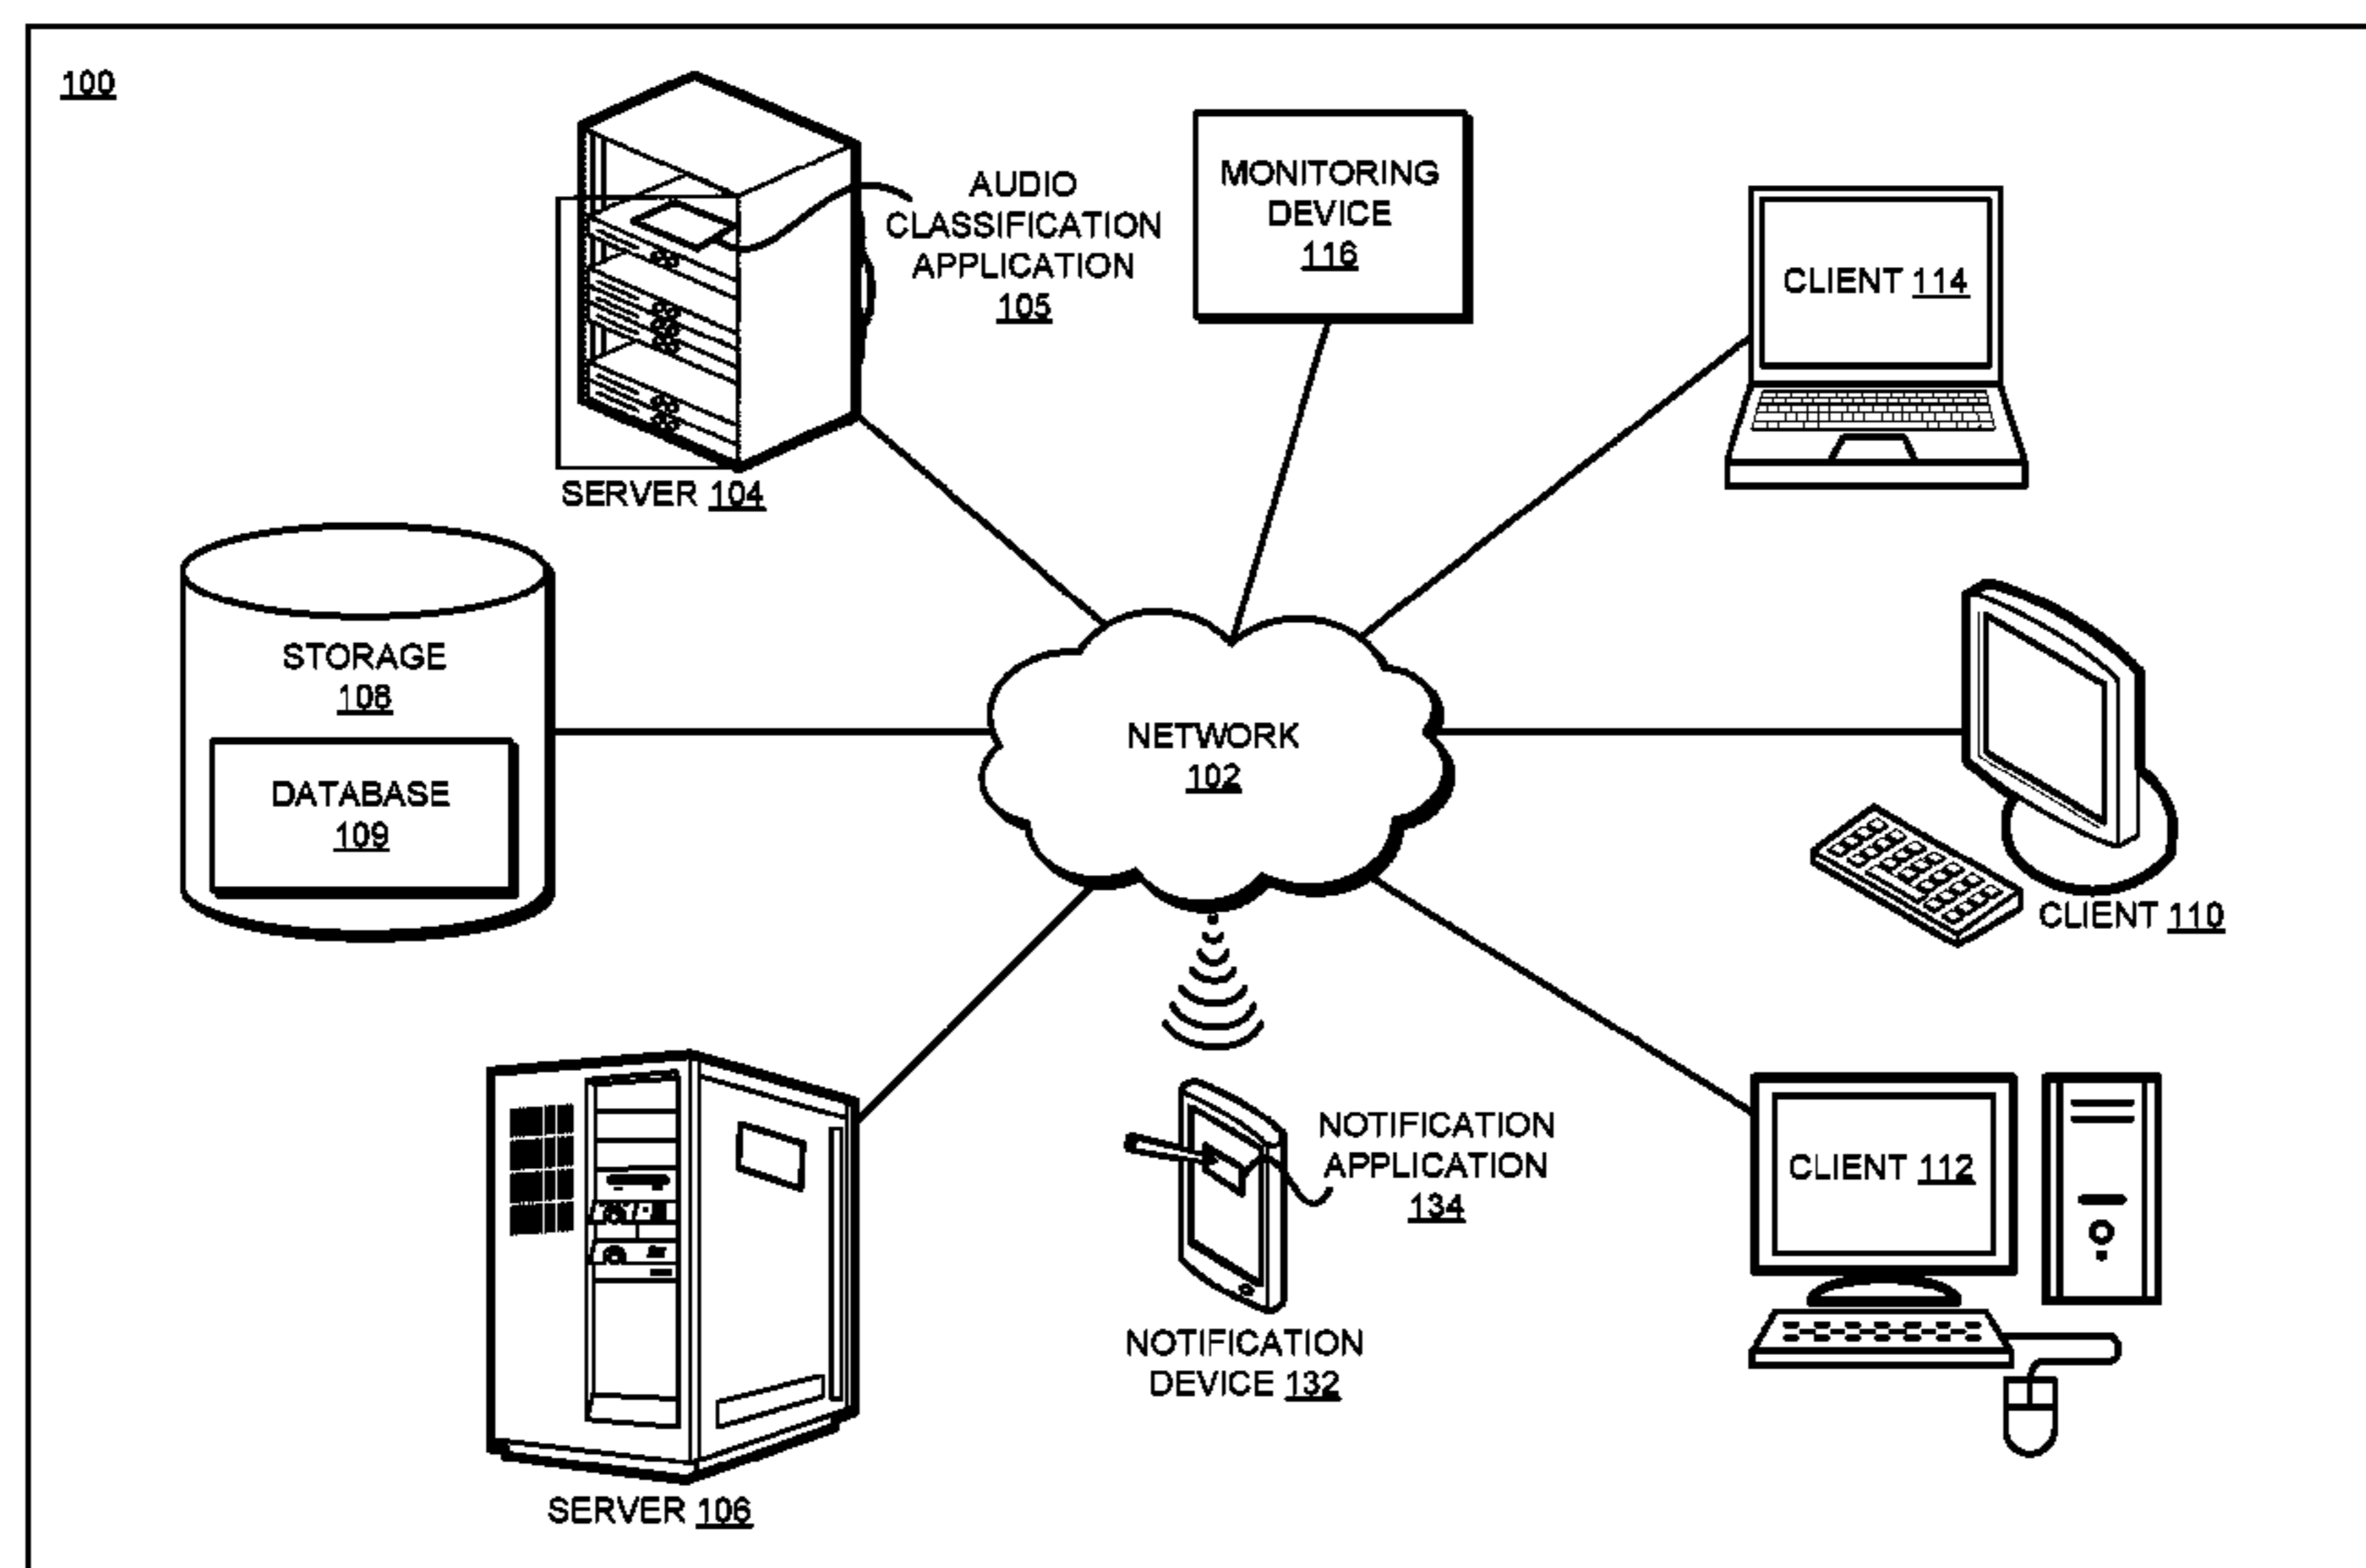 100
AUDIO
CLASSIFICATION
APPLICATION
105
MONITORING
DEVICE
116
CLIENT 114
SERVER 104
STORAGE
108
DATABASE
109
NETWORK
102
CLIENT 110
NOTIFICATION
APPLICATION
134
CLIENT 112
NOTIFICATION
DEVICE 132
SERVER 106